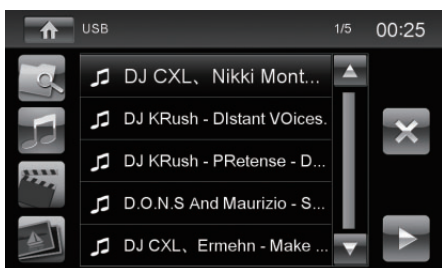 USB 1/5 00:25
DJ CXL、Nikki Mont...
DJ KRush - DIstant VOices.
DJ KRush - PRetense - D...
D.O.N.S And Maurizio - S...
DJ CXL、Ermehn - Make ...